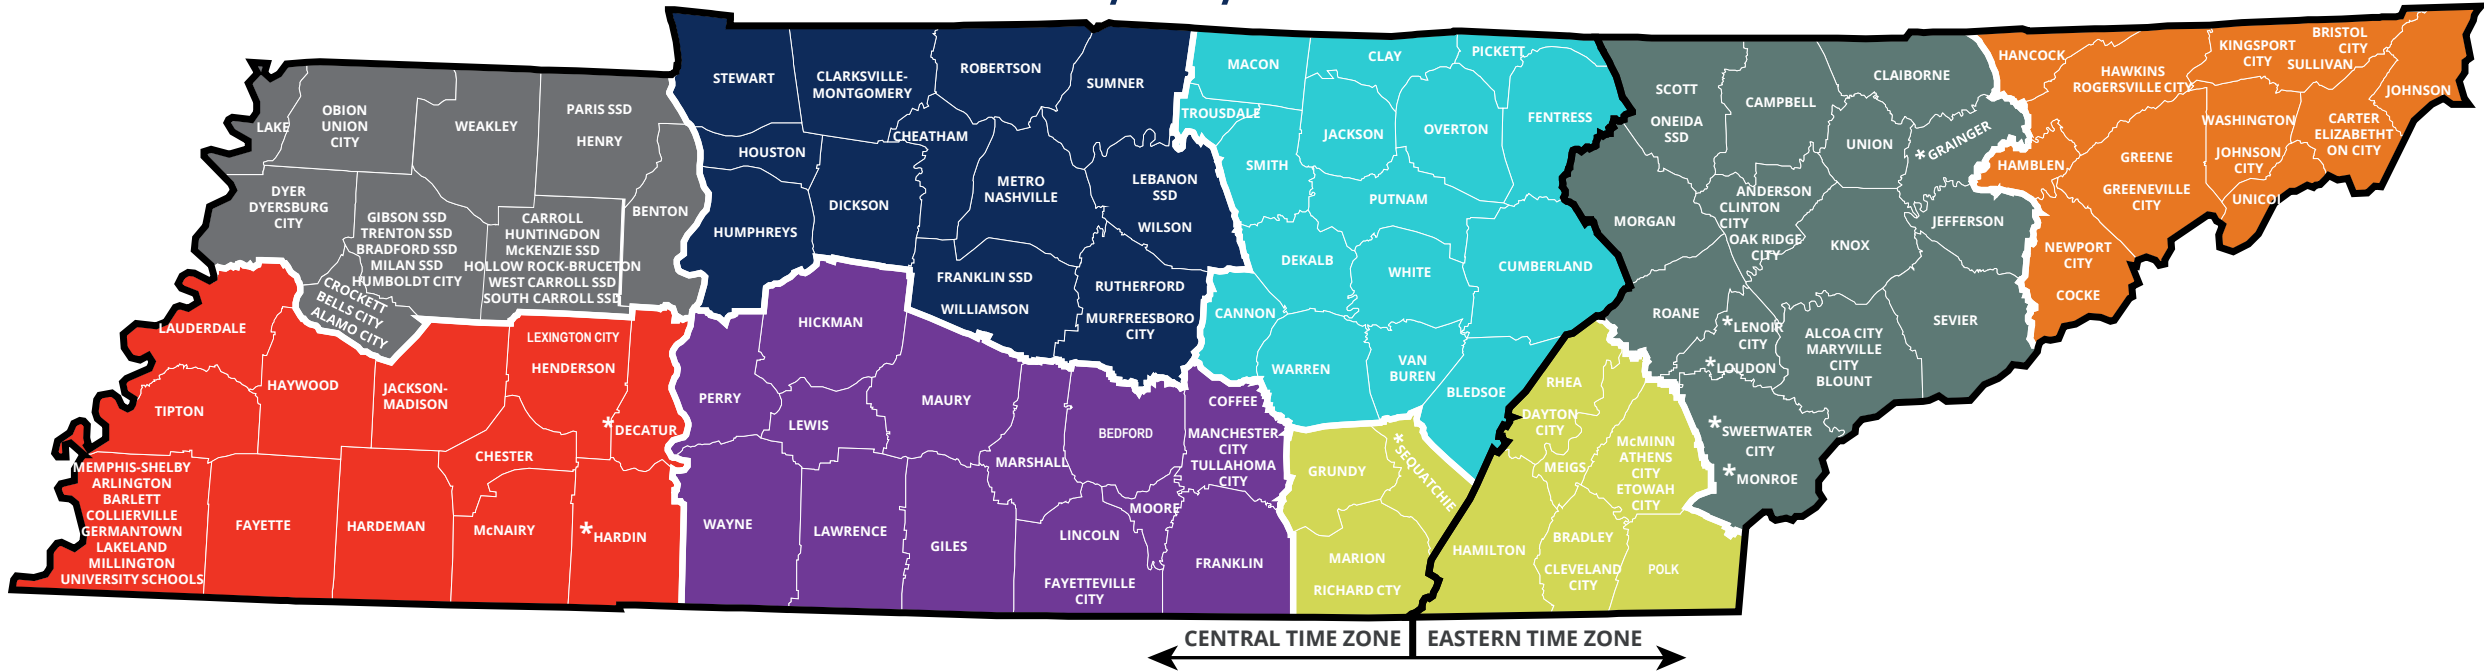 LAKE
OBION
UNION
CITY
WEAKLEY
PARIS SSD
HENRY
DYER
DYERSBURG
CITY
GIBSON SSD
TRENTON SSD
BRADFORD SSD
MILAN SSD
HUMBOLDT CITY
CARROLL
HUNTINGDON
McKENZIE SSD
HOLLOW ROCK-BRUCETON
WEST CARROLL SSD
SOUTH CARROLL SSD
BENTON
CROCKETT
BELLS CITY
ALAMO CITY
LAUDERDALE
HAYWOOD
TIPTON
JACKSON-
MADISON
LEXINGTON CITY
HENDERSON
*DECATUR
CHESTER
MEMPHIS-SHELBY
ARLINGTON
BARLETT
COLLIERVILLE
GERMANTOWN
LAKELAND
MILLINGTON
UNIVERSITY SCHOOLS
FAYETTE
HARDEMAN
McNAIRY
*HARDIN
STEWART
CLARKSVILLE-
MONTGOMERY
ROBERTSON
SUMNER
CHEATHAM
HOUSTON
DICKSON
HUMPHREYS
METRO
NASHVILLE
LEBANON
SSD
WILSON
FRANKLIN SSD
WILLIAMSON
RUTHERFORD
MURFREESBORO
CITY
HICKMAN
PERRY
LEWIS
MAURY
WAYNE
LAWRENCE
GILES
MARSHALL
BEDFORD
COFFEE
MANCHESTER
CITY
TULLAHOMA
CITY
MOORE
LINCOLN
FAYETTEVILLE
CITY
FRANKLIN
MACON
CLAY
PICKETT
TROUSDALE
JACKSON
OVERTON
FENTRESS
SMITH
PUTNAM
DEKALB
WHITE
CUMBERLAND
CANNON
WARREN
VAN
BUREN
BLEDSOE
GRUNDY
*SEQUATCHIE
MARION
RICHARD CTY
RHEA
DAYTON
CITY
MEIGS
McMINN
ATHENS
CITY
ETOWAH
CITY
HAMILTON
BRADLEY
CLEVELAND
CITY
POLK
SCOTT
ONEIDA
SSD
CAMPBELL
CLAIBORNE
UNION
*GRAINGER
MORGAN
ANDERSON
CLINTON
CITY
OAK RIDGE
CITY
KNOX
JEFFERSON
ROANE
*LENOIR
CITY
*LOUDON
ALCOA CITY
MARYVILLE
CITY
BLOUNT
SEVIER
*SWEETWATER
CITY
*MONROE
HANCOCK
HAWKINS
ROGERSVILLE CITY
KINGSPORT
CITY
BRISTOL
CITY
SULLIVAN
JOHNSON
WASHINGTON
JOHNSON
CITY
CARTER
ELIZABETHT
ON CITY
UNICOI
HAMBLEN
GREENE
GREENEVILLE
CITY
NEWPORT
CITY
COCKE
CENTRAL TIME ZONE
EASTERN TIME ZONE